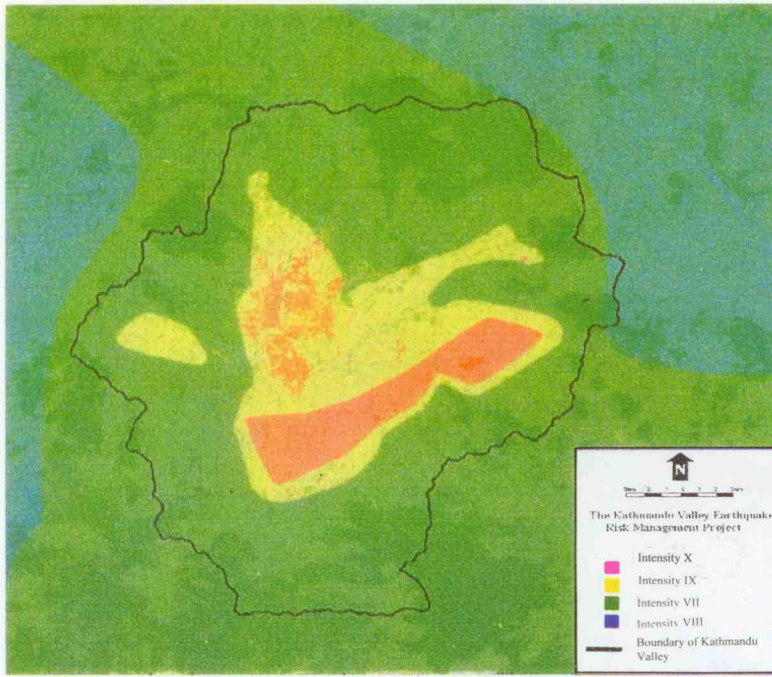 N
The Kathmandu Valley Earthquake
Risk Management Project
Intensity X
Intensity IX
Intensity VII
Intensity VIII
Boundary of Kathmandu
Valley